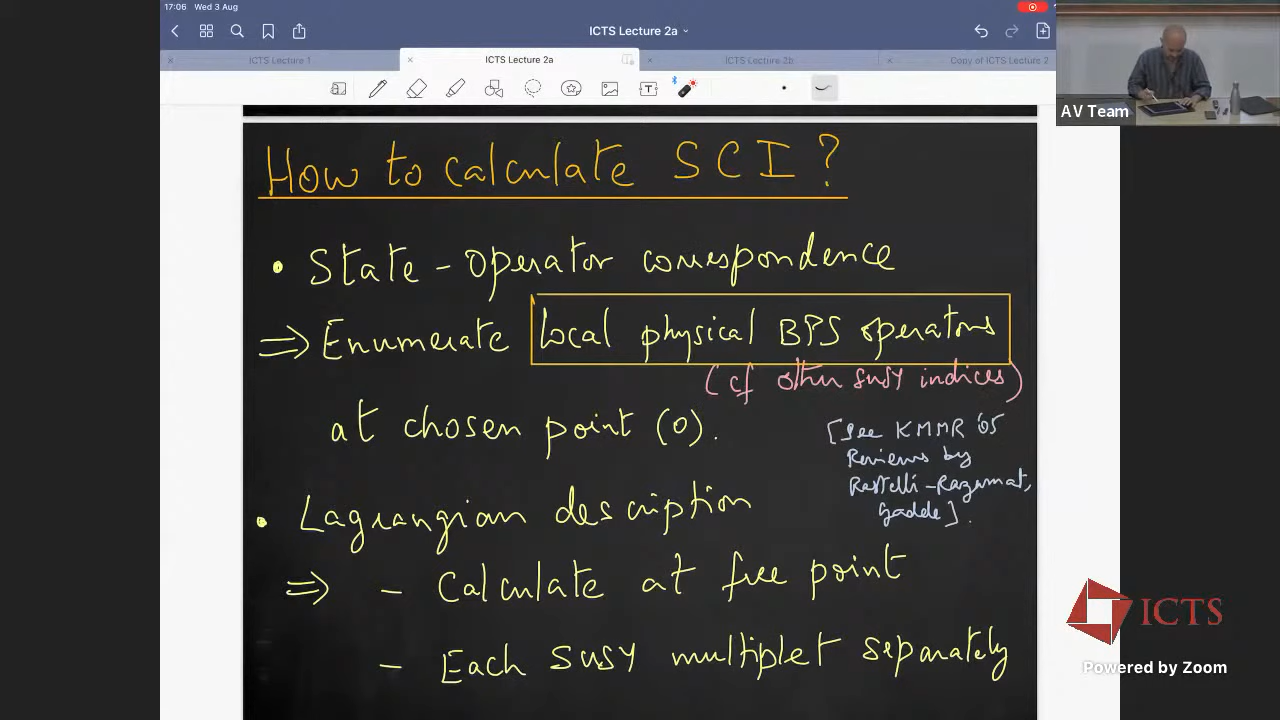 17:06 Wed 3 Aug
ICTS Lecture 2a
ICTS Lecture 1
ICTS Lecture 2a
ICTS Lecture 2b
Copy of ICTS Lecture 2
AV Team
How to calculate SCI?
• State-operator correspondence
⇒ Enumerate local physical BPS operators
(cf other susy indices)
at chosen point (0).
[See KMMR '05
Reviews by
Rastelli-Razamat,
Gadde].
• Lagrangian description
⇒ - Calculate at free point
- Each susy multiplet separately
ICTS
Powered by Zoom